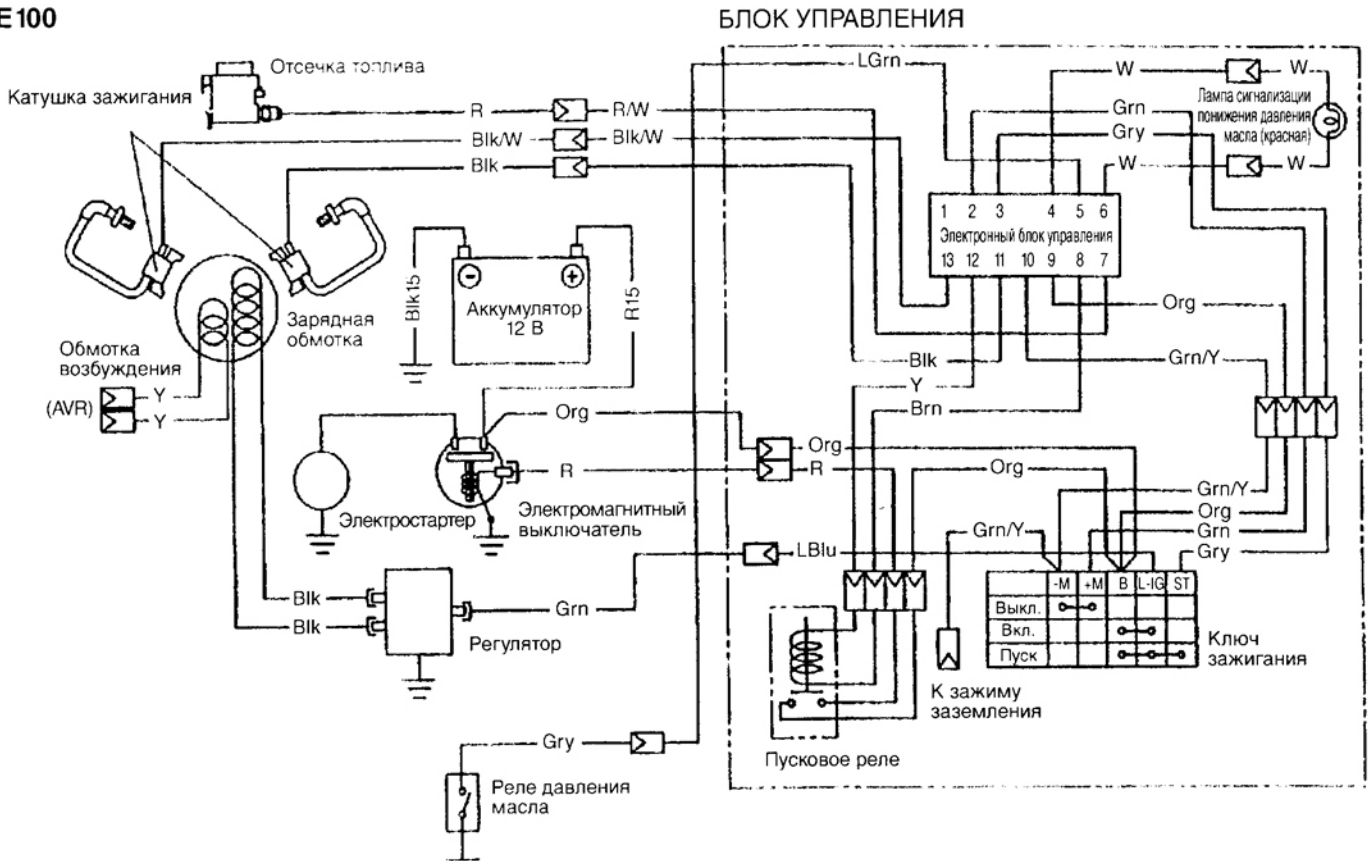 E100
БЛОК УПРАВЛЕНИЯ
Отсечка топлива
Катушка зажигания
R
R/W
Blk/W
Blk/W
Blk
LGrn
W
W
Grn
Gry
W
W
Лампа сигнализации
понижения давления
масла (красная)
1 2 3 4 5 6
Электронный блок управления
13 12 11 10 9 8 7
Blk15
R15
Аккумулятор
12 В
Зарядная
обмотка
Обмотка
возбуждения
(AVR)
Y
Y
Org
Blk
Grn/Y
Y
Brn
Org
Org
R
R
Org
Электростартер
Электромагнитный
выключатель
Grn/Y
Org
Grn
Gry
Grn/Y
LBlu
-M +M B L-IG ST
Выкл.
Вкл.
Пуск
Ключ
зажигания
Blk
Blk
Grn
Регулятор
К зажиму
заземления
Пусковое реле
Gry
Реле давления
масла